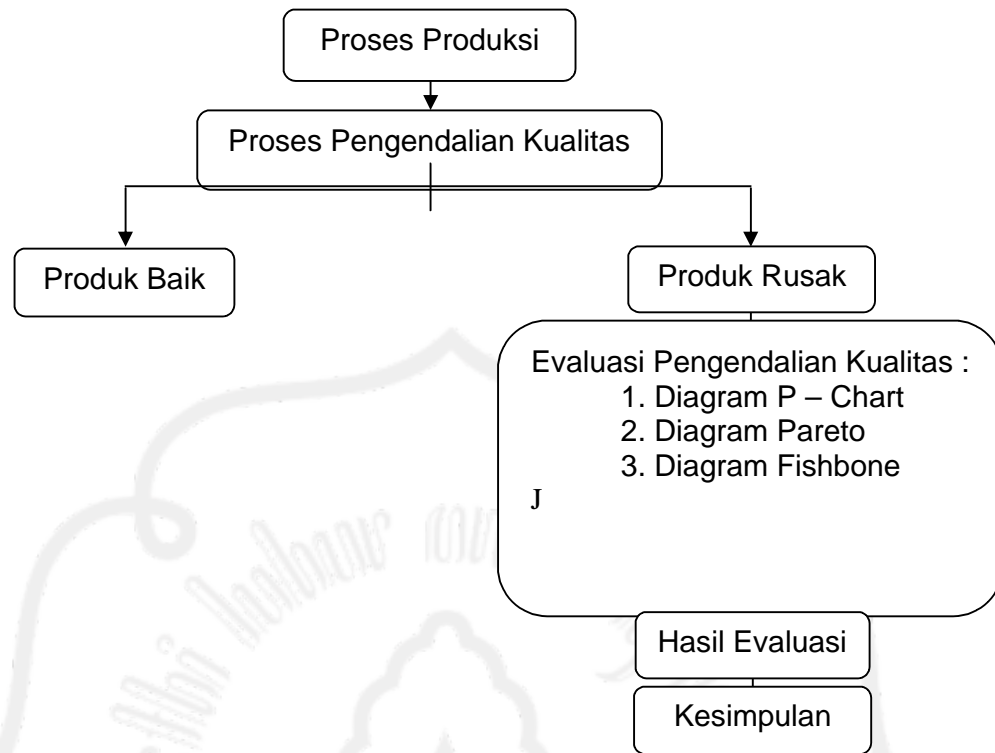 Proses Produksi
Proses Pengendalian Kualitas
Produk Baik
Produk Rusak
Evaluasi Pengendalian Kualitas :
1. Diagram P – Chart
2. Diagram Pareto
3. Diagram Fishbone
J
Hasil Evaluasi
Kesimpulan